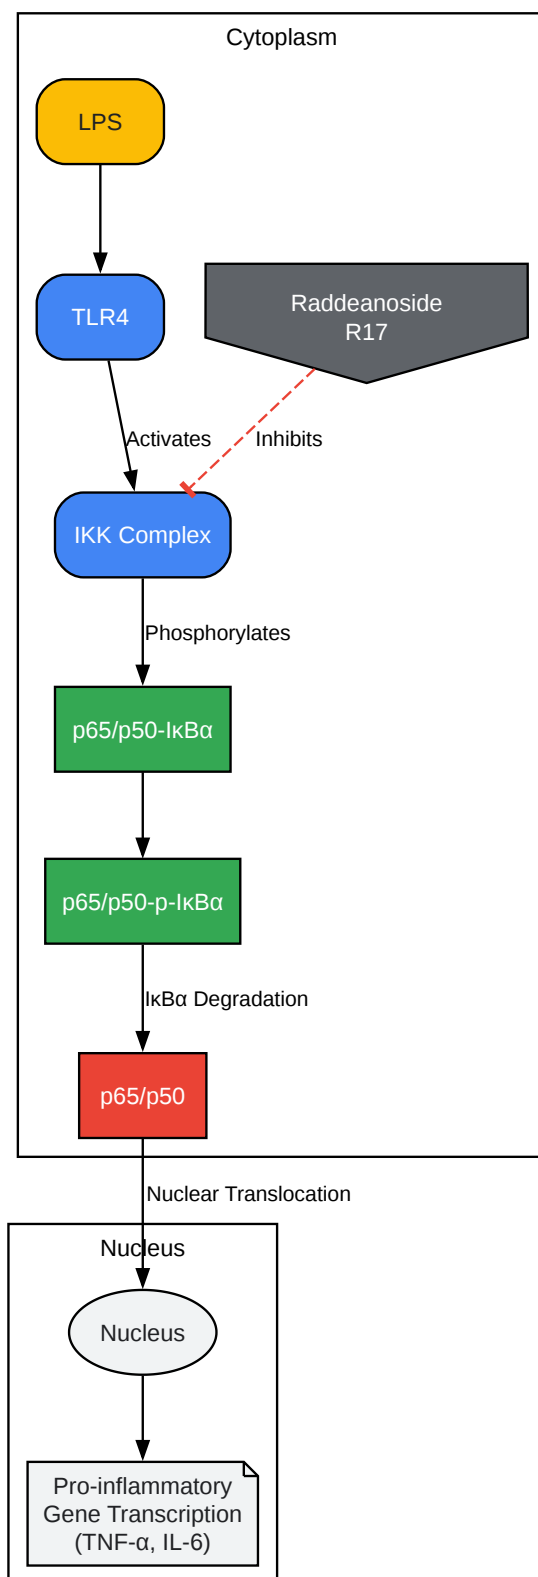 Cytoplasm
LPS
TLR4
Raddeanoside
R17
Activates
Inhibits
IKK Complex
Phosphorylates
p65/p50-IκBα
p65/p50-p-IκBα
IκBα Degradation
p65/p50
Nuclear Translocation
Nucleus
Nucleus
Pro-inflammatory
Gene Transcription
(TNF-α, IL-6)